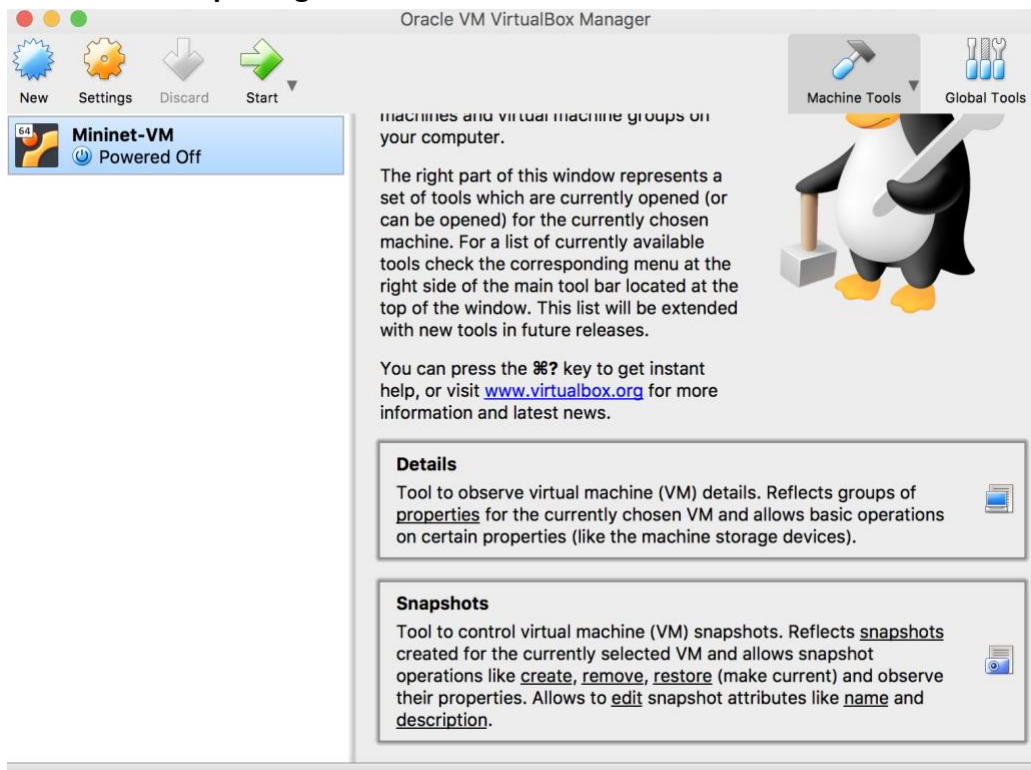 Oracle VM VirtualBox Manager
New Settings Discard Start Machine Tools Global Tools
64
Mininet-VM
Powered Off
machines and virtual machine groups on
your computer.
The right part of this window represents a
set of tools which are currently opened (or
can be opened) for the currently chosen
machine. For a list of currently available
tools check the corresponding menu at the
right side of the main tool bar located at the
top of the window. This list will be extended
with new tools in future releases.
You can press the ⌘? key to get instant
help, or visit www.virtualbox.org for more
information and latest news.
Details
Tool to observe virtual machine (VM) details. Reflects groups of
properties for the currently chosen VM and allows basic operations
on certain properties (like the machine storage devices).
Snapshots
Tool to control virtual machine (VM) snapshots. Reflects snapshots
created for the currently selected VM and allows snapshot
operations like create, remove, restore (make current) and observe
their properties. Allows to edit snapshot attributes like name and
description.